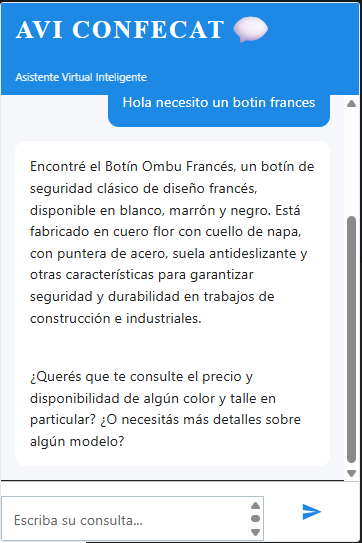 AVI CONFECAT
Asistente Virtual Inteligente
Hola necesito un botin frances
Encontré el Botín Ombu Francés, un botín de
seguridad clásico de diseño francés,
disponible en blanco, marrón y negro. Está
fabricado en cuero flor con cuello de napa,
con puntera de acero, suela antideslizante y
otras características para garantizar
seguridad y durabilidad en trabajos de
construcción e industriales.
¿Querés que te consulte el precio y
disponibilidad de algún color y talle en
particular? ¿O necesitás más detalles sobre
algún modelo?
Escriba su consulta...